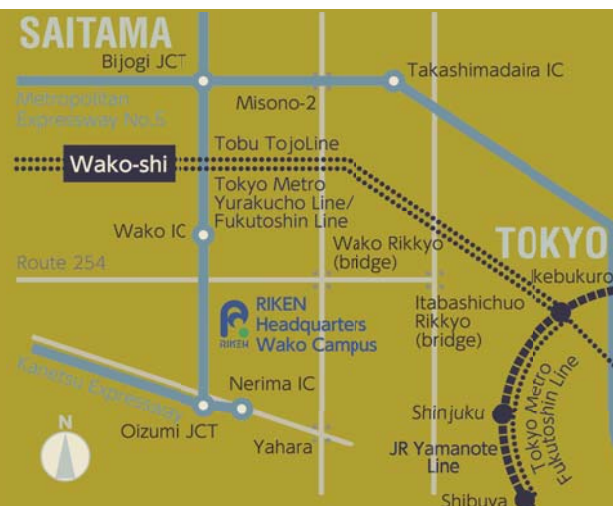 SAITAMA
Bijogi JCT
Takashimadaira IC
Metropolitan
Expressway No.5
Misono-2
Wako-shi
Tobu TojoLine
Tokyo Metro
Yurakucho Line/
Fukutoshin Line
Wako IC
Wako Rikkyo
(bridge)
TOKYO
Route 254
Ikebukuro
RIKEN
RIKEN
Headquarters
Wako Campus
Itabashichuo
Rikkyo
(bridge)
Kanetsu Expressway
Nerima IC
Oizumi JCT
Yahara
Shinjuku
Tokyo Metro
Fukutoshin Line
JR Yamanote
Line
Shibuya
N